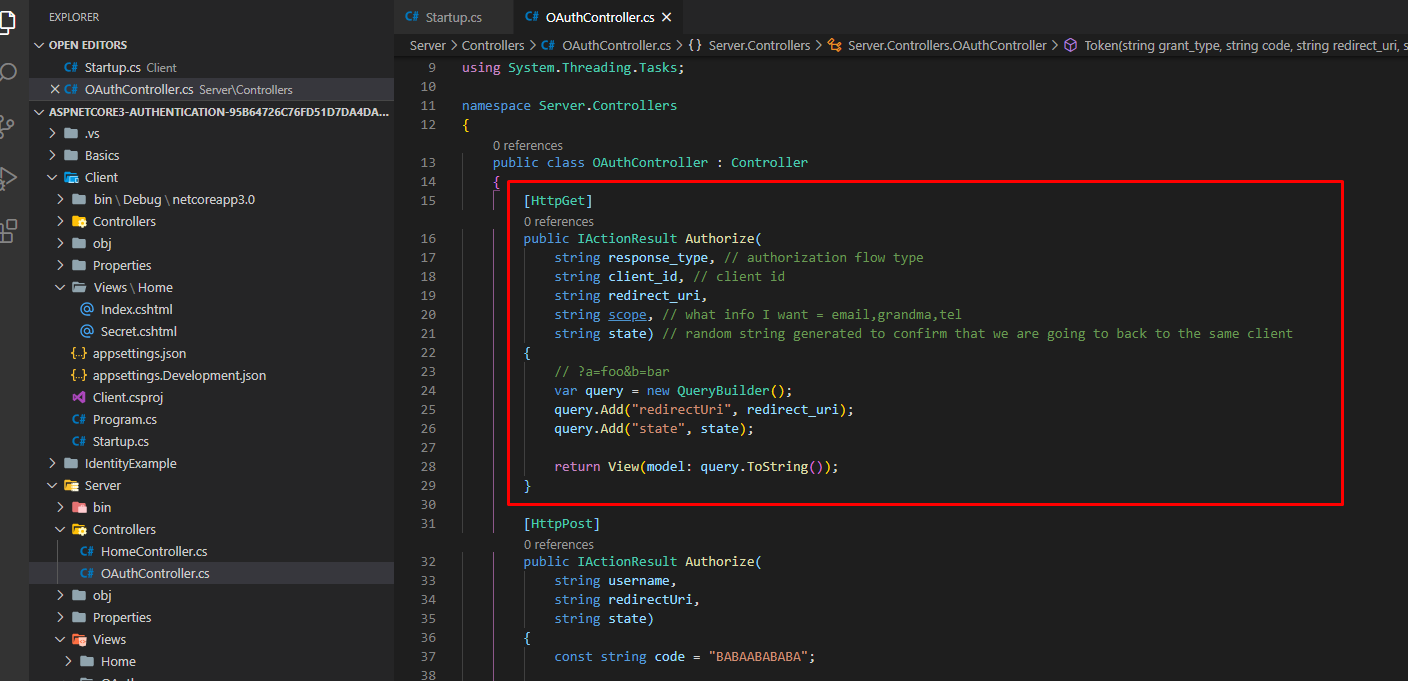 EXPLORER
OPEN EDITORS
C# Startup.cs Client
C# OAuthController.cs Server\Controllers
ASPNETCORE3-AUTHENTICATION-95B64726C76FD51D7DA4DA...
.vs
Basics
Client
bin \ Debug \ netcoreapp3.0
Controllers
obj
Properties
Views \ Home
@ Index.cshtml
@ Secret.cshtml
{..} appsettings.json
{..} appsettings.Development.json
Client.csproj
C# Program.cs
C# Startup.cs
IdentityExample
Server
bin
Controllers
C# HomeController.cs
C# OAuthController.cs
obj
Properties
Views
Home
C# Startup.cs
C# OAuthController.cs
Server > Controllers > C# OAuthController.cs > {} Server.Controllers > Server.Controllers.OAuthController > Token(string grant_type, string code, string redirect_uri, s
9 using System.Threading.Tasks;
10
11 namespace Server.Controllers
12 {
0 references
13 public class OAuthController : Controller
14 {
15 [HttpGet]
0 references
16 public IActionResult Authorize(
17 string response_type, // authorization flow type
18 string client_id, // client id
19 string redirect_uri,
20 string scope, // what info I want = email,grandma,tel
21 string state) // random string generated to confirm that we are going to back to the same client
22 {
23 // ?a=foo&b=bar
24 var query = new QueryBuilder();
25 query.Add("redirectUri", redirect_uri);
26 query.Add("state", state);
27
28 return View(model: query.ToString());
29 }
30
31 [HttpPost]
0 references
32 public IActionResult Authorize(
33 string username,
34 string redirectUri,
35 string state)
36 {
37 const string code = "BABAABABABA";
38